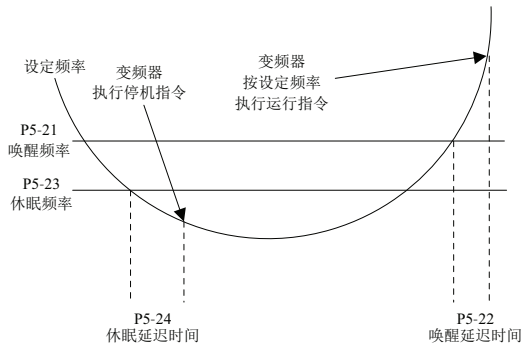 设定频率
变频器
执行停机指令
变频器
按设定频率
执行运行指令
P5-21
唤醒频率
P5-23
休眠频率
P5-24
休眠延迟时间
P5-22
唤醒延迟时间